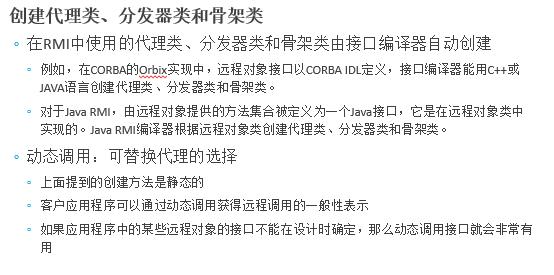 创建代理类、分发器类和骨架类
在RMI中使用的代理类、分发器类和骨架类由接口编译器自动创建
例如，在CORBA的Orbix实现中，远程对象接口以CORBA IDL定义，接口编译器能用C++或
JAVA语言创建代理类、分发器类和骨架类。
对于Java RMI，由远程对象提供的方法集合被定义为一个Java接口，它是在远程对象类中
实现的。Java RMI编译器根据远程对象类创建代理类、分发器类和骨架类。
动态调用：可替换代理的选择
上面提到的创建方法是静态的
客户应用程序可以通过动态调用获得远程调用的一般性表示
如果应用程序中的某些远程对象的接口不能在设计时确定，那么动态调用接口就会非常有
用